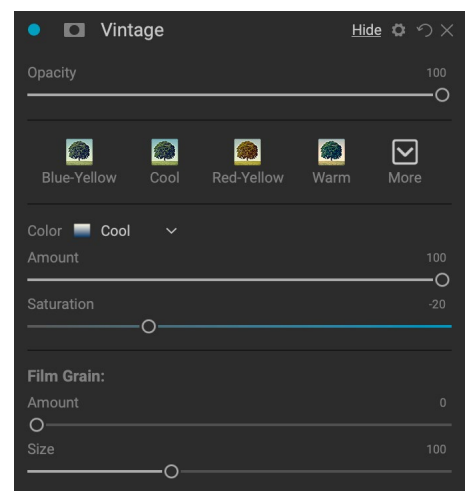 Vintage Hide
Opacity 100
Blue-Yellow Cool Red-Yellow Warm More
Color Cool
Amount 100
Saturation -20
Film Grain:
Amount 0
Size 100